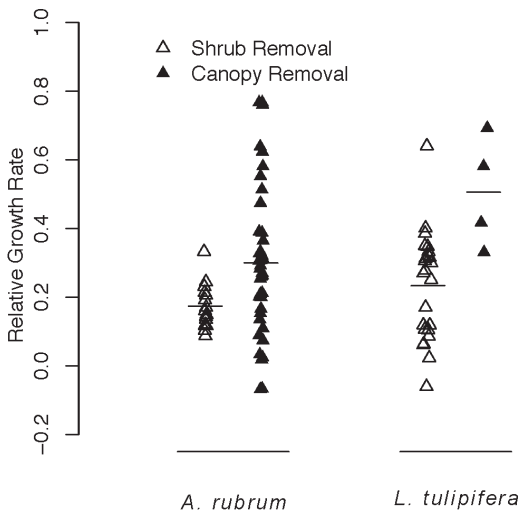 Shrub Removal
Canopy Removal
Relative Growth Rate
1.0
0.8
0.6
0.4
0.2
0.0
−0.2
A. rubrum
L. tulipifera